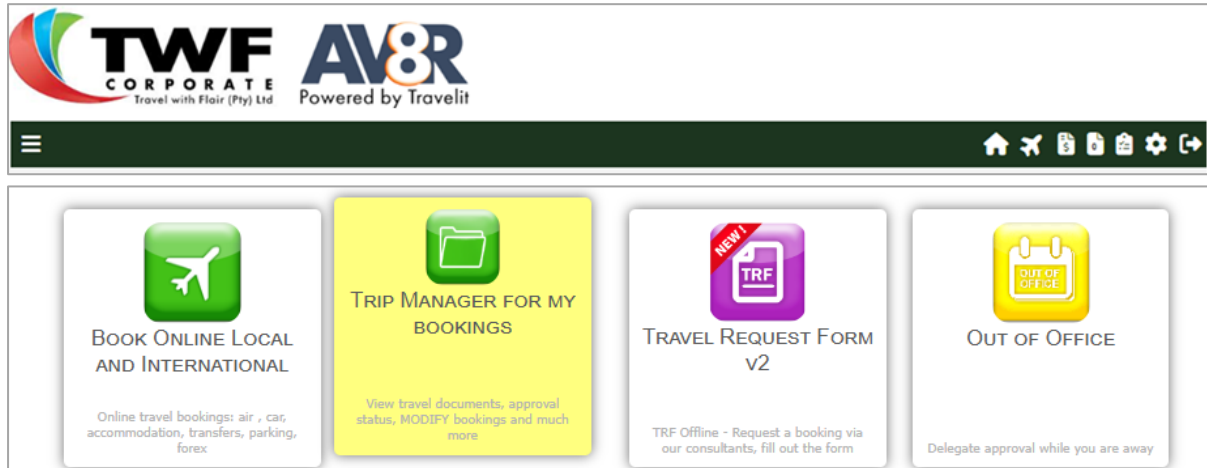 TWF
CORPORATE
Travel with Flair (Pty) Ltd
AV8R
Powered by Travelit
BOOK ONLINE LOCAL
AND INTERNATIONAL
Online travel bookings: air , car,
accommodation, transfers, parking,
forex
TRIP MANAGER FOR MY
BOOKINGS
View travel documents, approval
status, MODIFY bookings and much
more
NEW!
TRF
TRAVEL REQUEST FORM
V2
TRF Offline - Request a booking via
our consultants, fill out the form
OUT OF
OFFICE
OUT OF OFFICE
Delegate approval while you are away